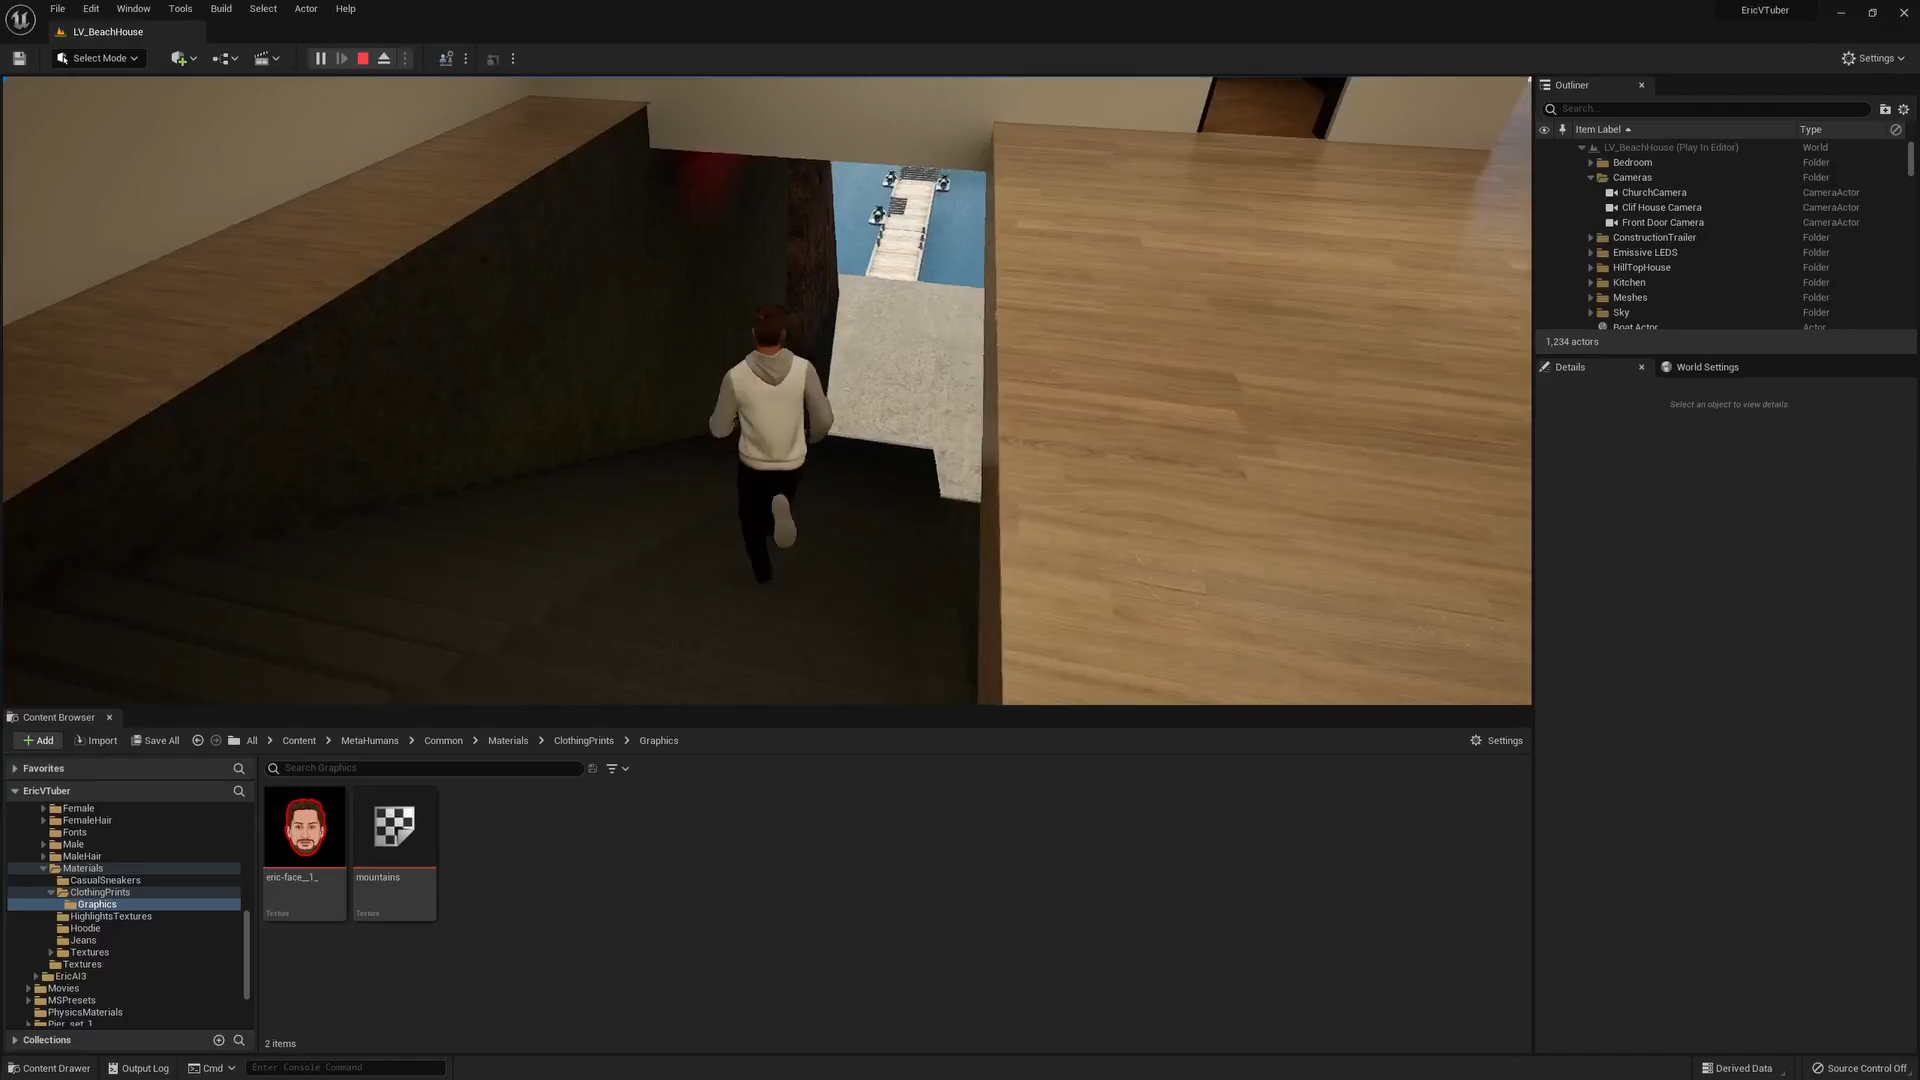 File Edit Window Tools Build Select Actor Help
EricVTuber
LV_BeachHouse
Select Mode
Settings
Outliner
Search...
Item Label Type
LV_BeachHouse (Play In Editor) World
Bedroom Folder
Cameras Folder
ChurchCamera CameraActor
Clif House Camera CameraActor
Front Door Camera CameraActor
ConstructionTrailer Folder
Emissive LEDS Folder
HillTopHouse Folder
Kitchen Folder
Meshes Folder
Sky Folder
Boat Actor Actor
1,234 actors
Details World Settings
Select an object to view details.
Content Browser
Add Import Save All All Content MetaHumans Common Materials ClothingPrints Graphics Settings
Favorites
Search Graphics
EricVTuber
Female
FemaleHair
Fonts
Male
MaleHair
Materials
CasualSneakers
ClothingPrints
Graphics
HighlightsTextures
Hoodie
Jeans
Textures
Textures
EricAI3
Movies
MSPresets
PhysicsMaterials
Pier_set_1
eric-face__1_
Texture
mountains
Texture
Collections
2 items
Content Drawer Output Log Cmd Enter Console Command Derived Data Source Control Off